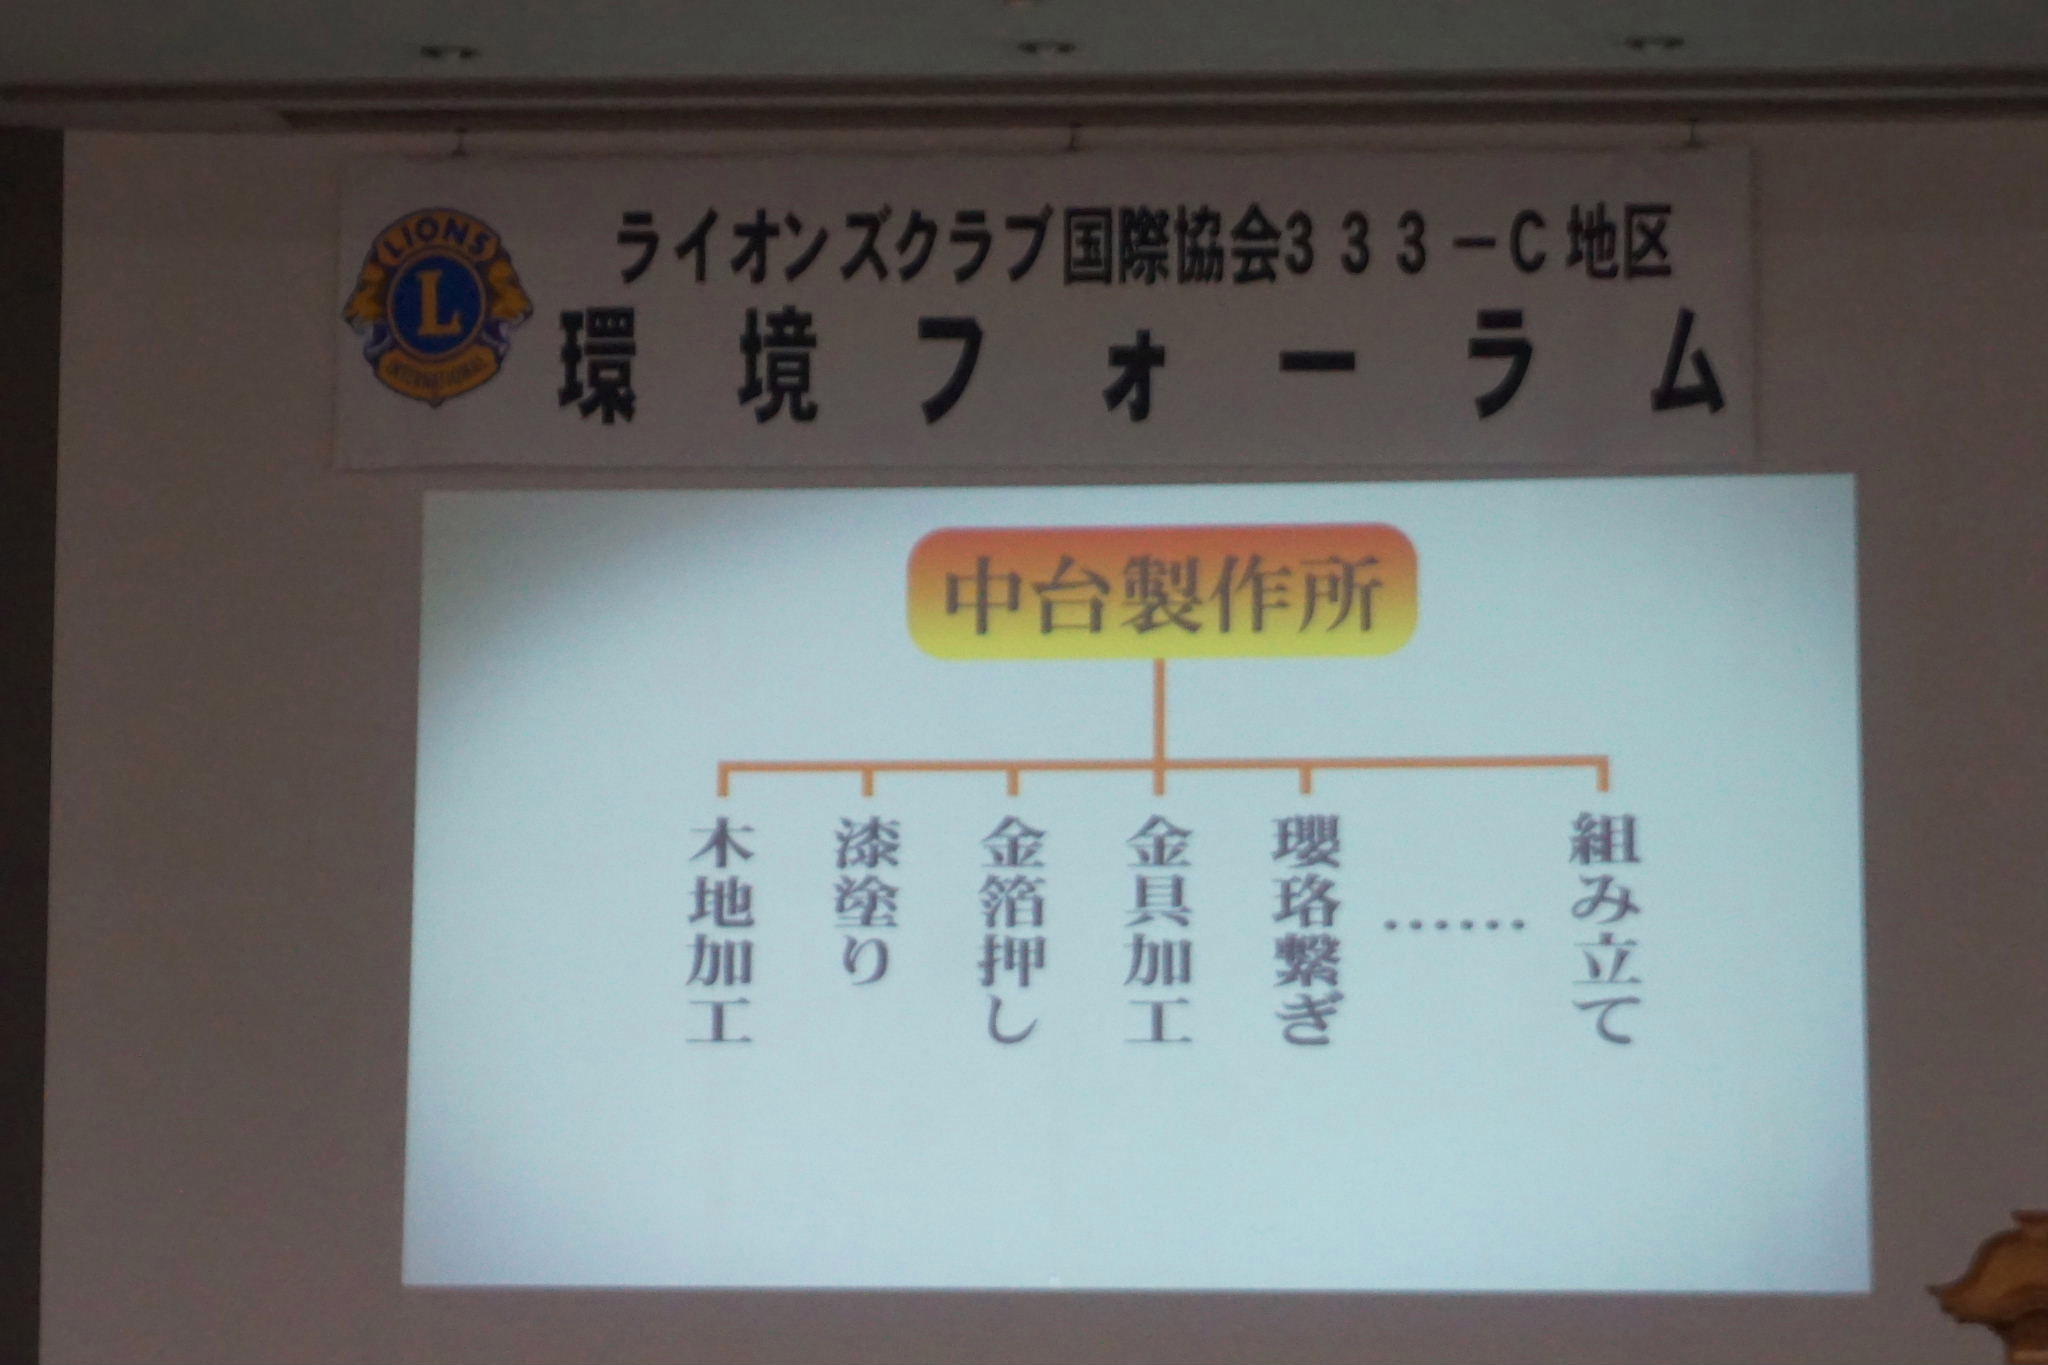 LIONS
L
INTERNATIONAL
ライオンズクラブ国際協会333-C地区
環境フォーラム
中台製作所
木地加工
漆塗り
金箔押し
金具加工
瓔珞繋ぎ
……
組み立て